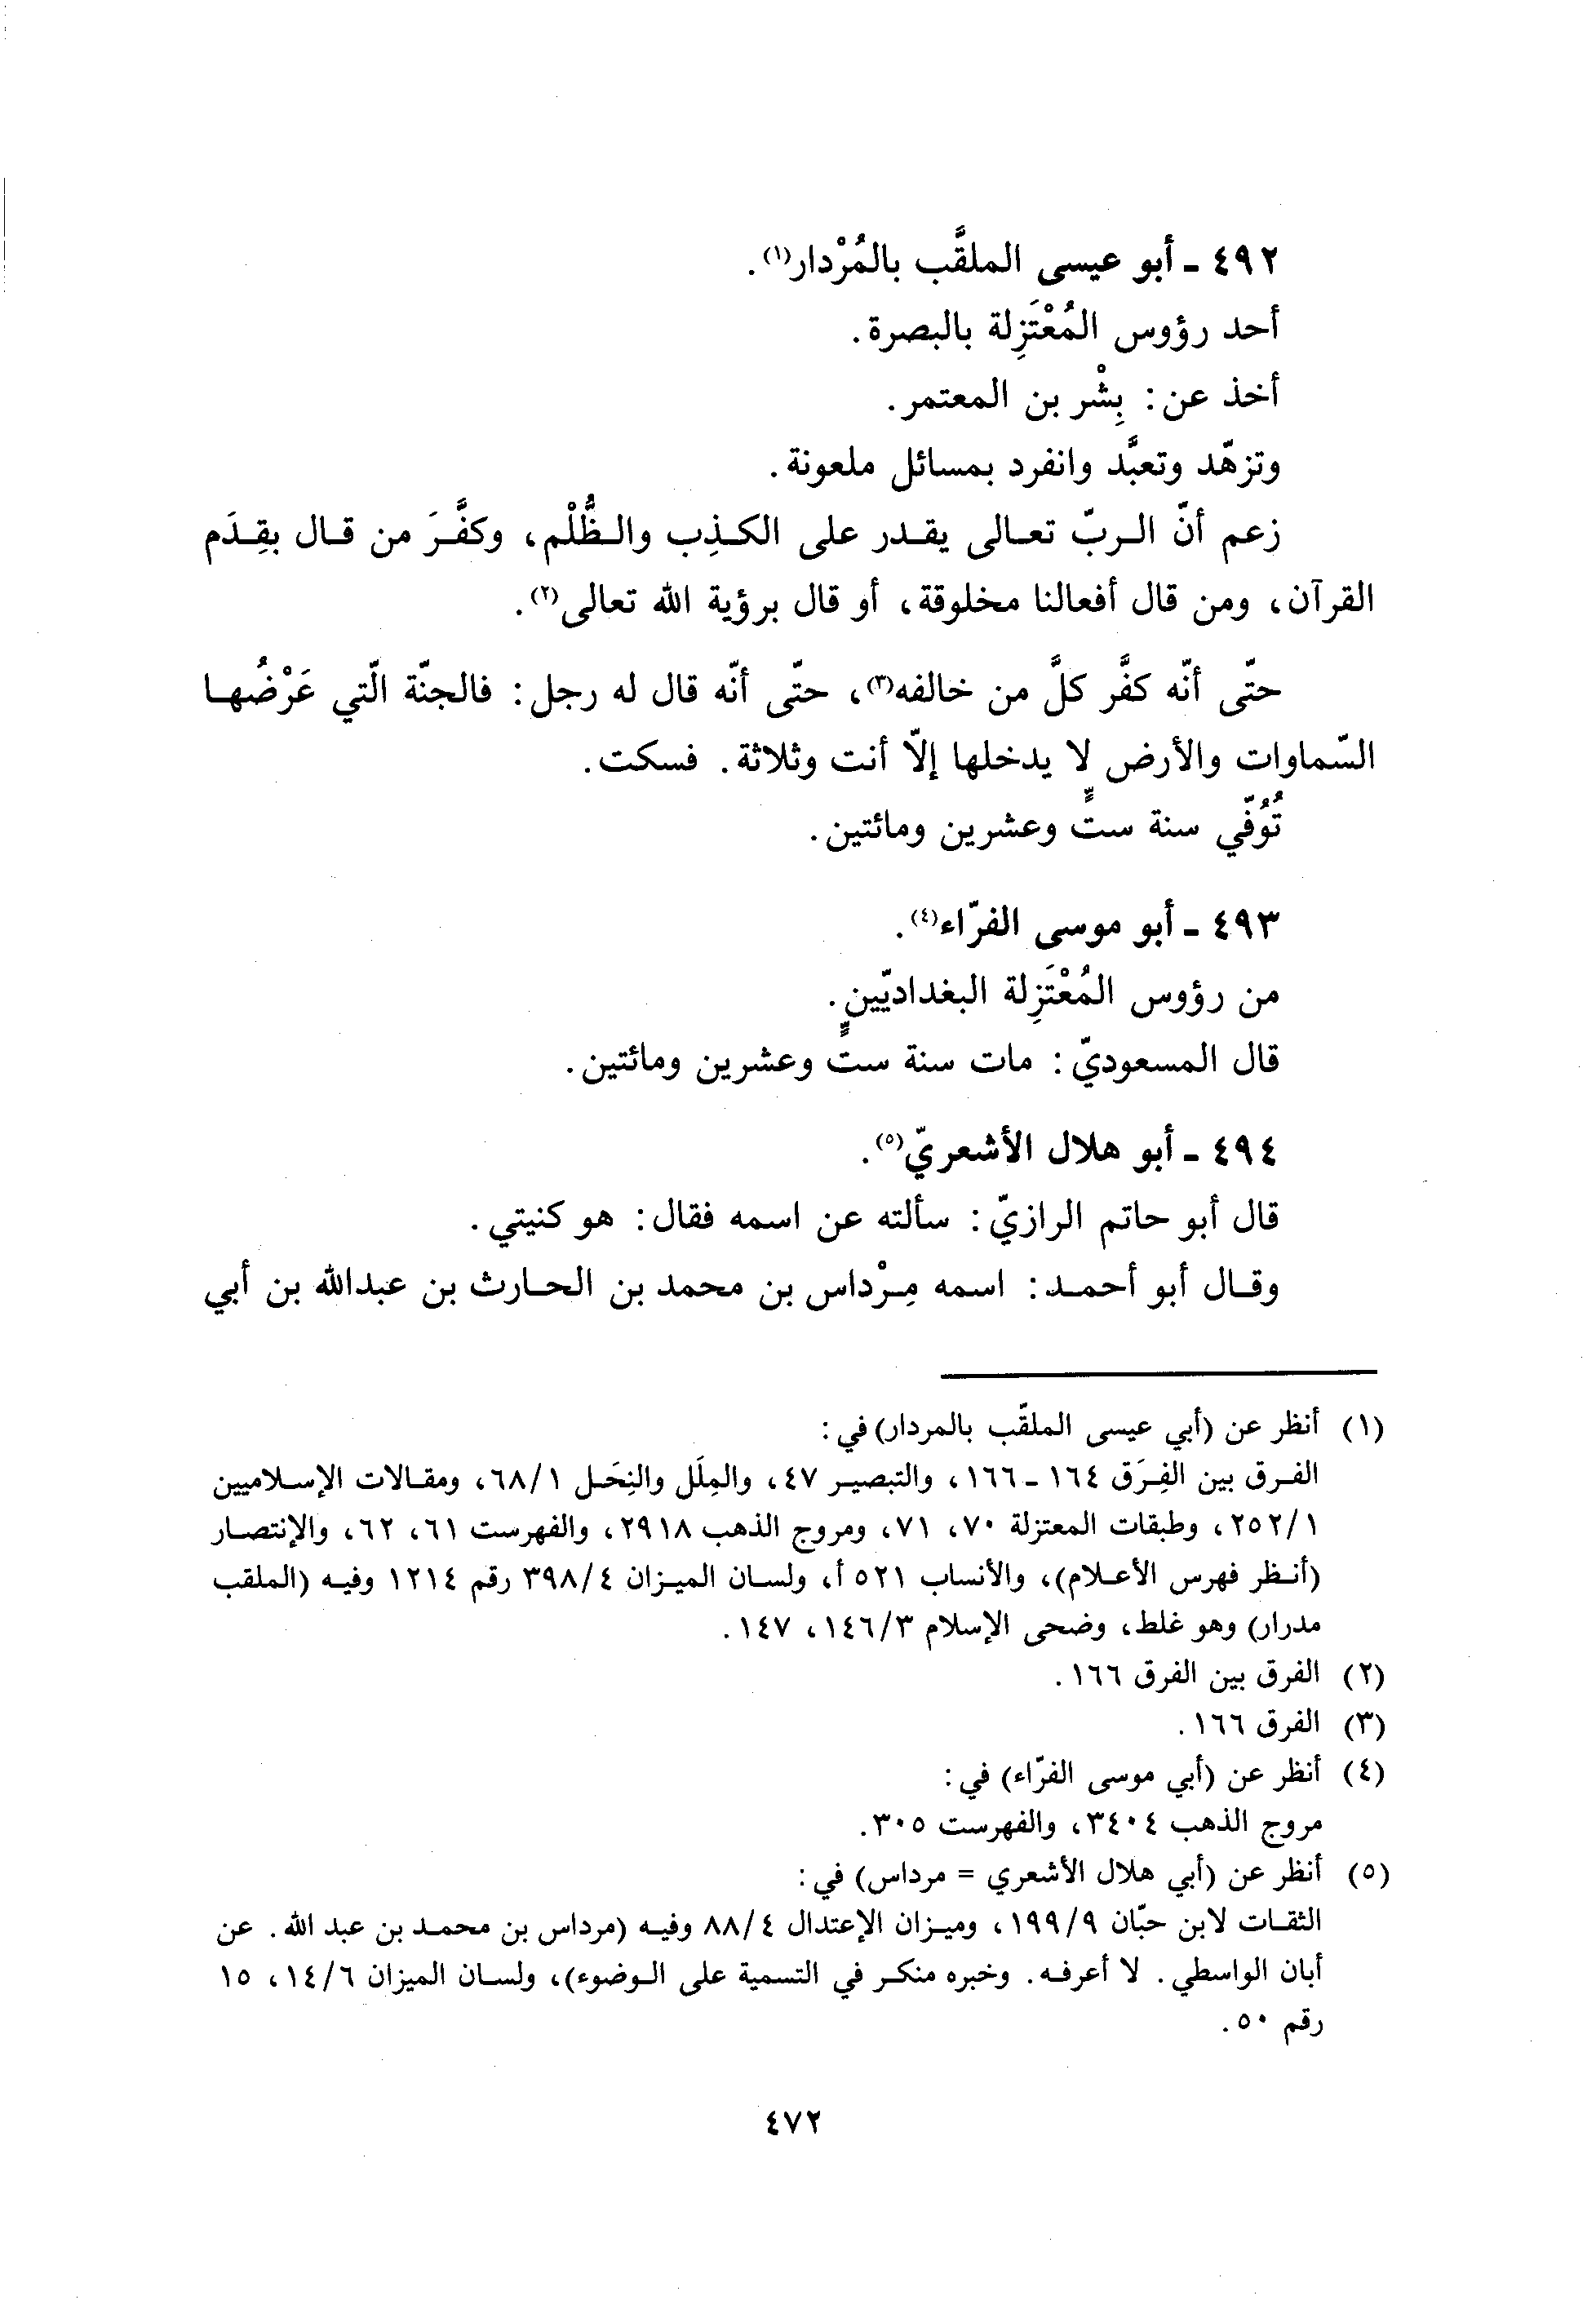 ٤٩٢ - أبو عيسى الملقَّب بالمُرْدار(١).
أحد رؤوس المُعْتَزِلة بالبصرة.
أخذ عن: بِشْر بن المعتمر.
وتزهّد وتعبَّد وانفرد بمسائل ملعونة.
زعم أنّ الربّ تعالى يقدر على الكذِب والظُّلْم، وكفَّرَ من قال بقِدَم
القرآن، ومن قال أفعالنا مخلوقة، أو قال برؤية الله تعالى(٢).
حتّى أنّه كفَّر كلَّ من خالفه(٣)، حتّى أنّه قال له رجل: فالجنّة الّتي عَرْضُها
السّماوات والأرض لا يدخلها إلّا أنت وثلاثة. فسكت.
تُوُفّي سنة ستٍّ وعشرين ومائتين.
٤٩٣ - أبو موسى الفرّاء(٤).
من رؤوس المُعْتَزِلة البغداديّين.
قال المسعوديّ: مات سنة ستٍّ وعشرين ومائتين.
٤٩٤ - أبو هلال الأشعريّ(٥).
قال أبو حاتم الرازيّ: سألته عن اسمه فقال: هو كنيتي.
وقال أبو أحمد: اسمه مِرْداس بن محمد بن الحارث بن عبدالله بن أبي
(١) أنظر عن (أبي عيسى الملقّب بالمردار) في:
الفرق بين الفِرَق ١٦٤ - ١٦٦، والتبصير ٤٧، والمِلَل والنِحَل ٦٨/١، ومقالات الإسلاميين
٢٥٢/١، وطبقات المعتزلة ٧٠، ٧١، ومروج الذهب ٢٩١٨، والفهرست ٦١، ٦٢، والإنتصار
(أنظر فهرس الأعلام)، والأنساب ٥٢١ أ، ولسان الميزان ٣٩٨/٤ رقم ١٢١٤ وفيه (الملقب
مدرار) وهو غلط، وضحى الإسلام ١٤٦/٣، ١٤٧.
(٢) الفرق بين الفرق ١٦٦.
(٣) الفرق ١٦٦.
(٤) أنظر عن (أبي موسى الفرّاء) في:
مروج الذهب ٣٤٠٤، والفهرست ٣٠٥.
(٥) أنظر عن (أبي هلال الأشعري = مرداس) في:
الثقات لابن حبّان ١٩٩/٩، وميزان الإعتدال ٨٨/٤ وفيه (مرداس بن محمد بن عبد الله. عن
أبان الواسطي. لا أعرفه. وخبره منكر في التسمية على الوضوء)، ولسان الميزان ١٤/٦، ١٥
رقم ٥٠.
٤٧٢